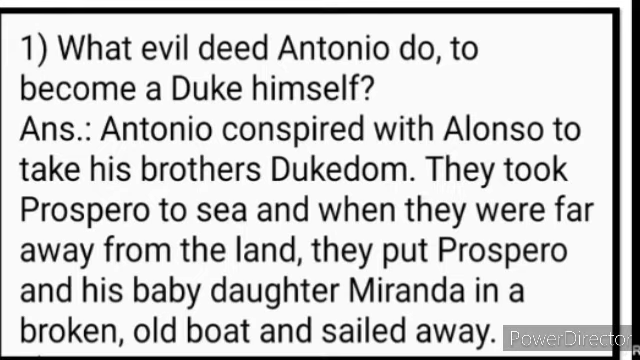 1) What evil deed Antonio do, to
become a Duke himself?
Ans.: Antonio conspired with Alonso to
take his brothers Dukedom. They took
Prospero to sea and when they were far
away from the land, they put Prospero
and his baby daughter Miranda in a
broken, old boat and sailed away.
PowerDirector